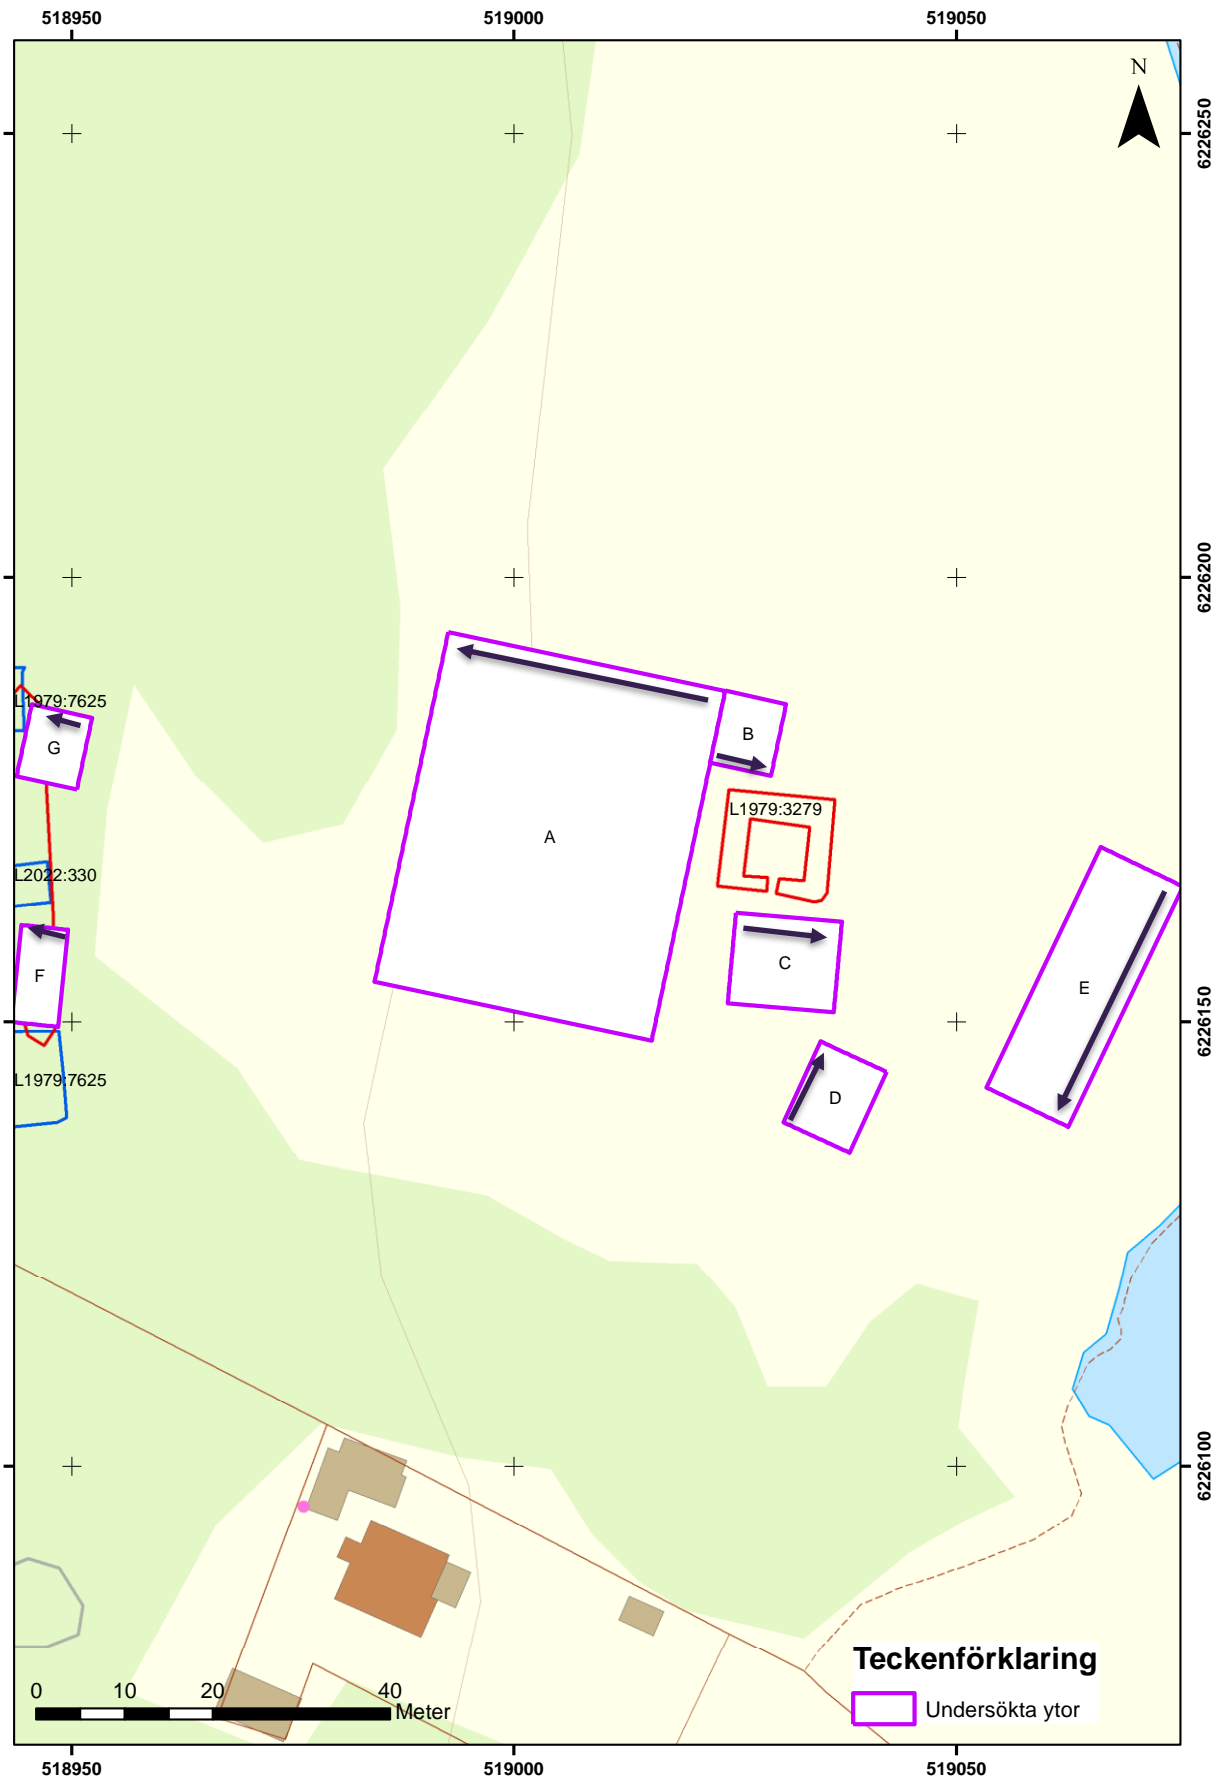 518950
519000
519050
N
6226250
6226200
L1979:7625
G
B
L1979:3279
A
L2022:330
C
F
E
6226150
L1979:7625
D
6226100
Teckenförklaring
0 10 20 40
Meter
Undersökta ytor
518950
519000
519050